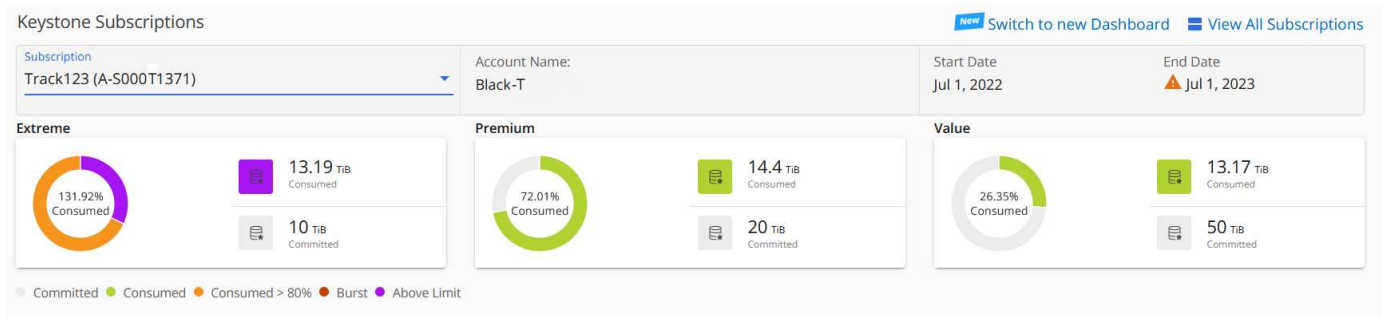 Keystone Subscriptions
New Switch to new Dashboard View All Subscriptions
Subscription
Track123 (A-S000T1371)
Account Name:
Black-T
Start Date
Jul 1, 2022
End Date
Jul 1, 2023
Extreme
131.92%
Consumed
13.19 TiB
Consumed
10 TiB
Committed
Premium
72.01%
Consumed
14.4 TiB
Consumed
20 TiB
Committed
Value
26.35%
Consumed
13.17 TiB
Consumed
50 TiB
Committed
Committed Consumed Consumed > 80% Burst Above Limit